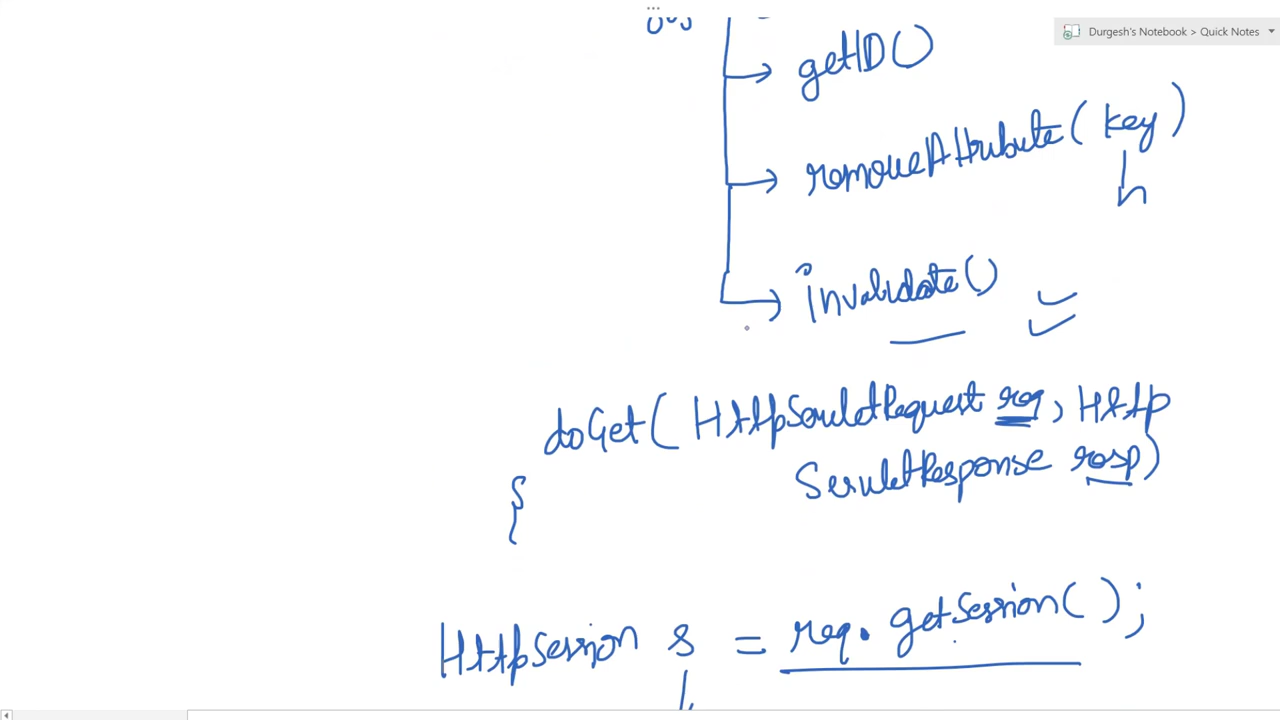 Durgesh's Notebook > Quick Notes
getID()
removeAttribute( key )
invalidate()
doGet( HttpServletRequest req, Http
ServletResponse resp)
{
HttpSession s = req. getSession( );